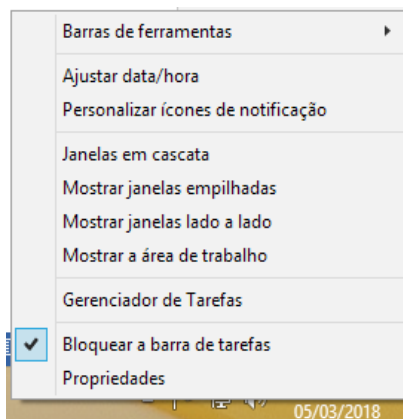 Barras de ferramentas
Ajustar data/hora
Personalizar ícones de notificação
Janelas em cascata
Mostrar janelas empilhadas
Mostrar janelas lado a lado
Mostrar a área de trabalho
Gerenciador de Tarefas
Bloquear a barra de tarefas
Propriedades
05/03/2018